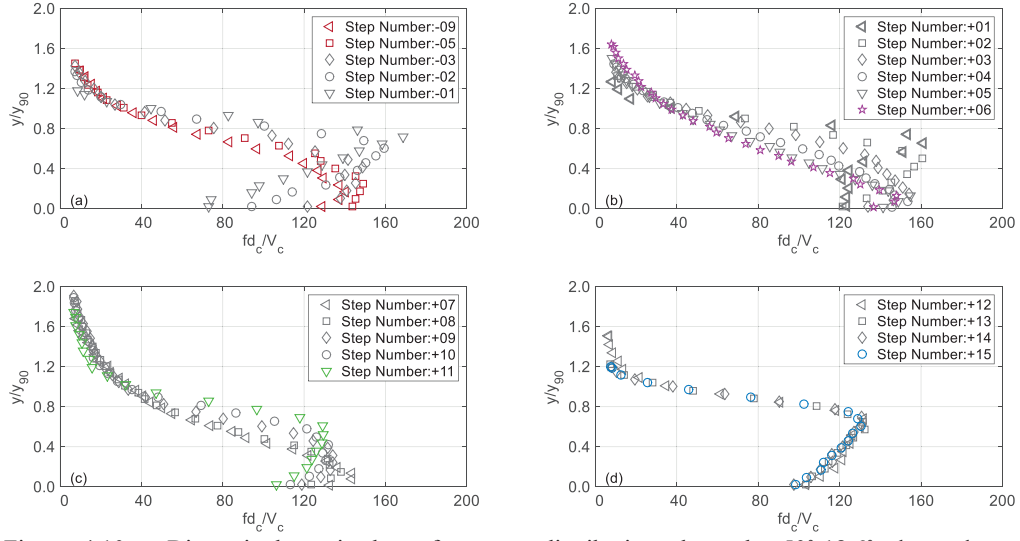 2.0
1.6
1.2
0.8
0.4
0.0
y/y90
0 40 80 120 160 200
fdc/Vc
(a)
Step Number:-09
Step Number:-05
Step Number:-03
Step Number:-02
Step Number:-01
2.0
1.6
1.2
0.8
0.4
0.0
y/y90
0 40 80 120 160 200
fdc/Vc
(b)
Step Number:+01
Step Number:+02
Step Number:+03
Step Number:+04
Step Number:+05
Step Number:+06
2.0
1.6
1.2
0.8
0.4
0.0
y/y90
0 40 80 120 160 200
fdc/Vc
(c)
Step Number:+07
Step Number:+08
Step Number:+09
Step Number:+10
Step Number:+11
2.0
1.6
1.2
0.8
0.4
0.0
y/y90
0 40 80 120 160 200
fdc/Vc
(d)
Step Number:+12
Step Number:+13
Step Number:+14
Step Number:+15